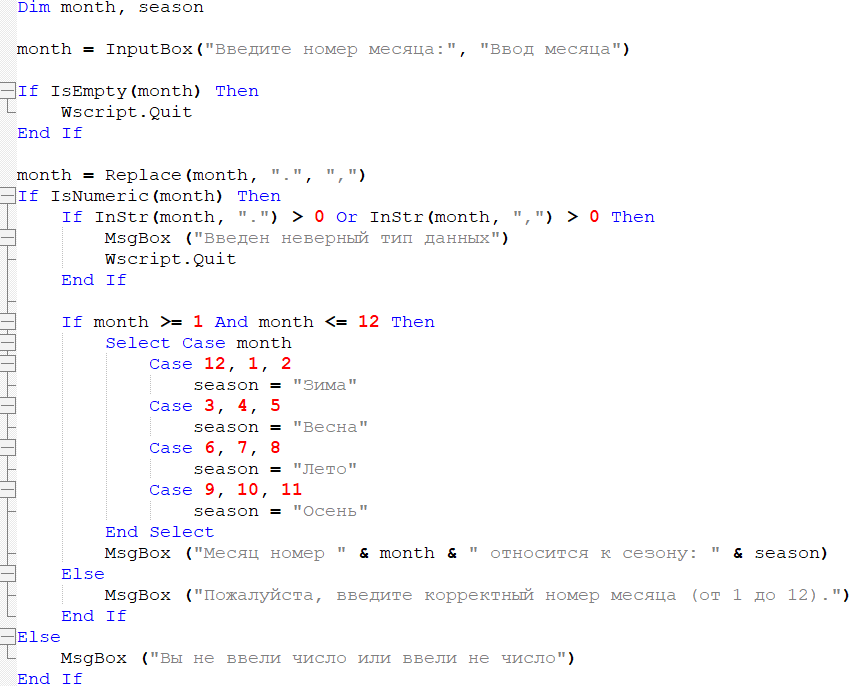 Dim month, season
month = InputBox("Введите номер месяца:", "Ввод месяца")
If IsEmpty(month) Then
Wscript.Quit
End If
month = Replace(month, ".", ",")
If IsNumeric(month) Then
If InStr(month, ".") > 0 Or InStr(month, ",") > 0 Then
MsgBox ("Введен неверный тип данных")
Wscript.Quit
End If
If month >= 1 And month <= 12 Then
Select Case month
Case 12, 1, 2
season = "Зима"
Case 3, 4, 5
season = "Весна"
Case 6, 7, 8
season = "Лето"
Case 9, 10, 11
season = "Осень"
End Select
MsgBox ("Месяц номер " & month & " относится к сезону: " & season)
Else
MsgBox ("Пожалуйста, введите корректный номер месяца (от 1 до 12).")
End If
Else
MsgBox ("Вы не ввели число или ввели не число")
End If